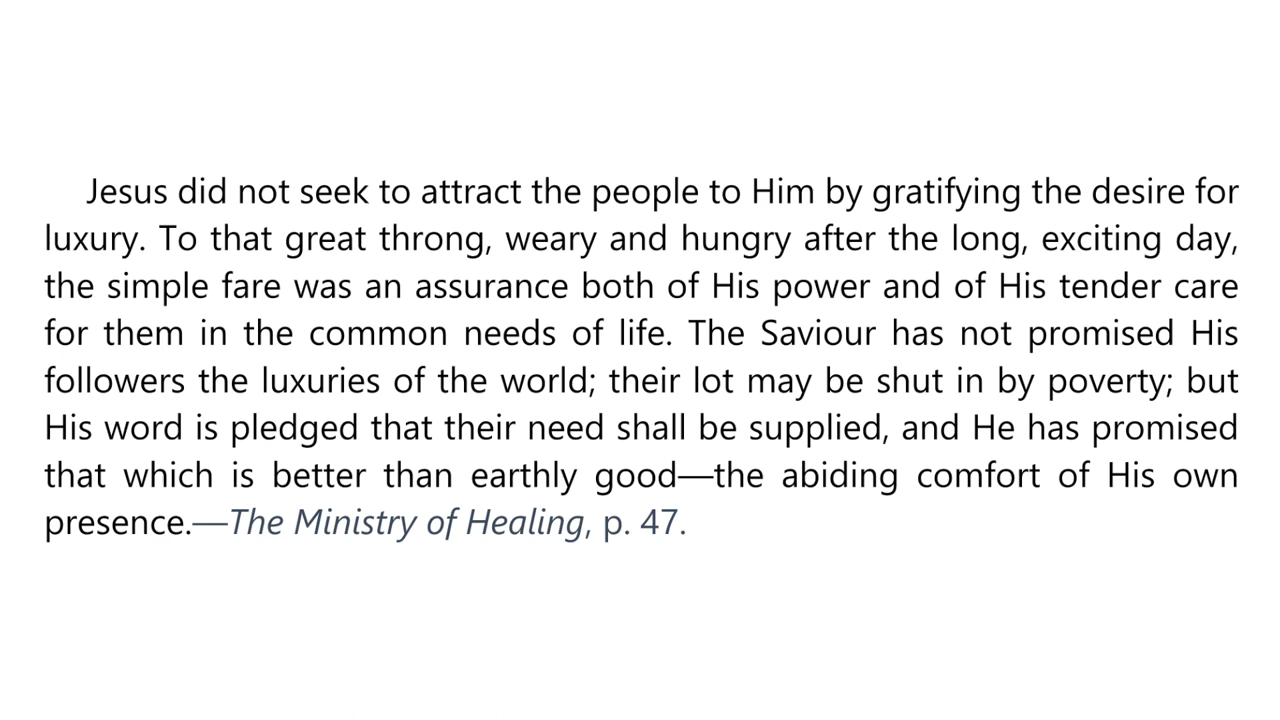 Jesus did not seek to attract the people to Him by gratifying the desire for
luxury. To that great throng, weary and hungry after the long, exciting day,
the simple fare was an assurance both of His power and of His tender care
for them in the common needs of life. The Saviour has not promised His
followers the luxuries of the world; their lot may be shut in by poverty; but
His word is pledged that their need shall be supplied, and He has promised
that which is better than earthly good—the abiding comfort of His own
presence.—The Ministry of Healing, p. 47.